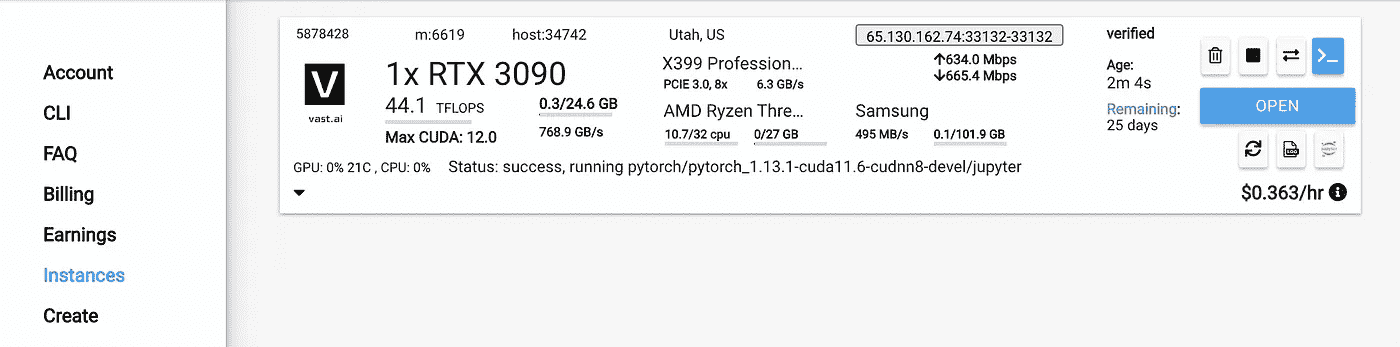 Account
CLI
FAQ
Billing
Earnings
Instances
Create
5878428 m:6619 host:34742 Utah, US 65.130.162.74:33132-33132 verified
V
vast.ai
1x RTX 3090
44.1 TFLOPS 0.3/24.6 GB
Max CUDA: 12.0 768.9 GB/s
X399 Profession...
PCIE 3.0, 8x 6.3 GB/s
AMD Ryzen Thre...
10.7/32 cpu 0/27 GB
↑634.0 Mbps
↓665.4 Mbps
Samsung
495 MB/s 0.1/101.9 GB
Age:
2m 4s
Remaining:
25 days
>_
OPEN
LOG
GPU: 0% 21C , CPU: 0% Status: success, running pytorch/pytorch_1.13.1-cuda11.6-cudnn8-devel/jupyter
$0.363/hr